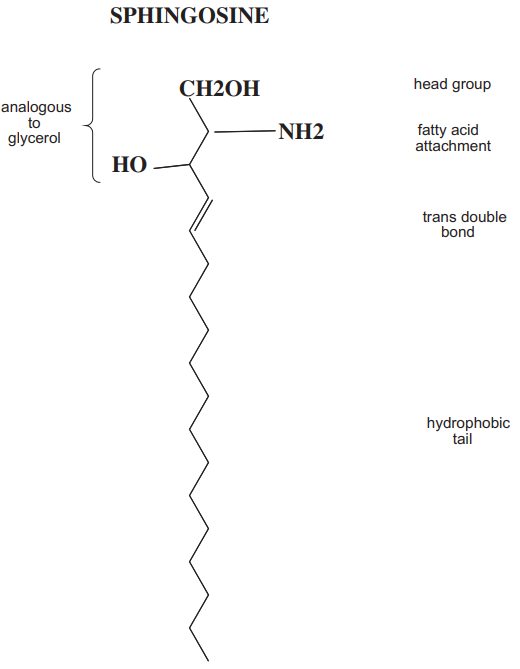 SPHINGOSINE
CH2OH
head group
analogous
to
glycerol
NH2
fatty acid
attachment
HO
trans double
bond
hydrophobic
tail